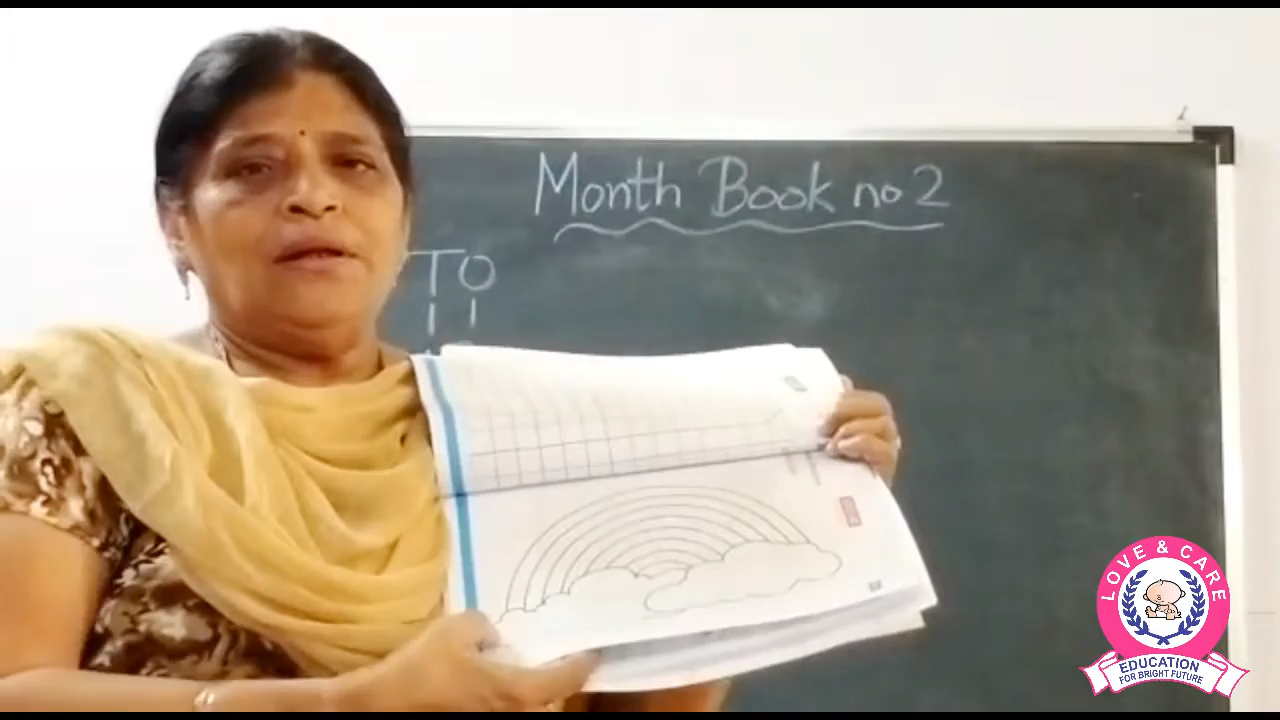 Month Book no 2
TO
LOVE & CARE
EDUCATION
FOR BRIGHT FUTURE